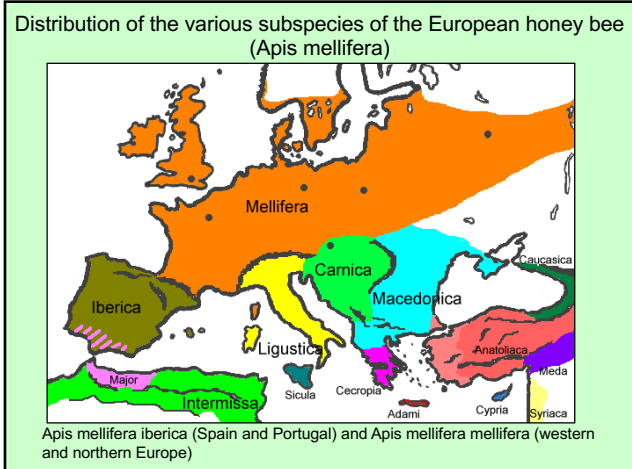 Distribution of the various subspecies of the European honey bee
(Apis mellifera)
Mellifera
Caucasica
Carnica
Iberica
Macedonica
Ligustica
Anatoliaca
Meda
Major
Sicula
Cecropia
Intermissa
Adami
Cypria
Syriaca
Apis mellifera iberica (Spain and Portugal) and Apis mellifera mellifera (western
and northern Europe)